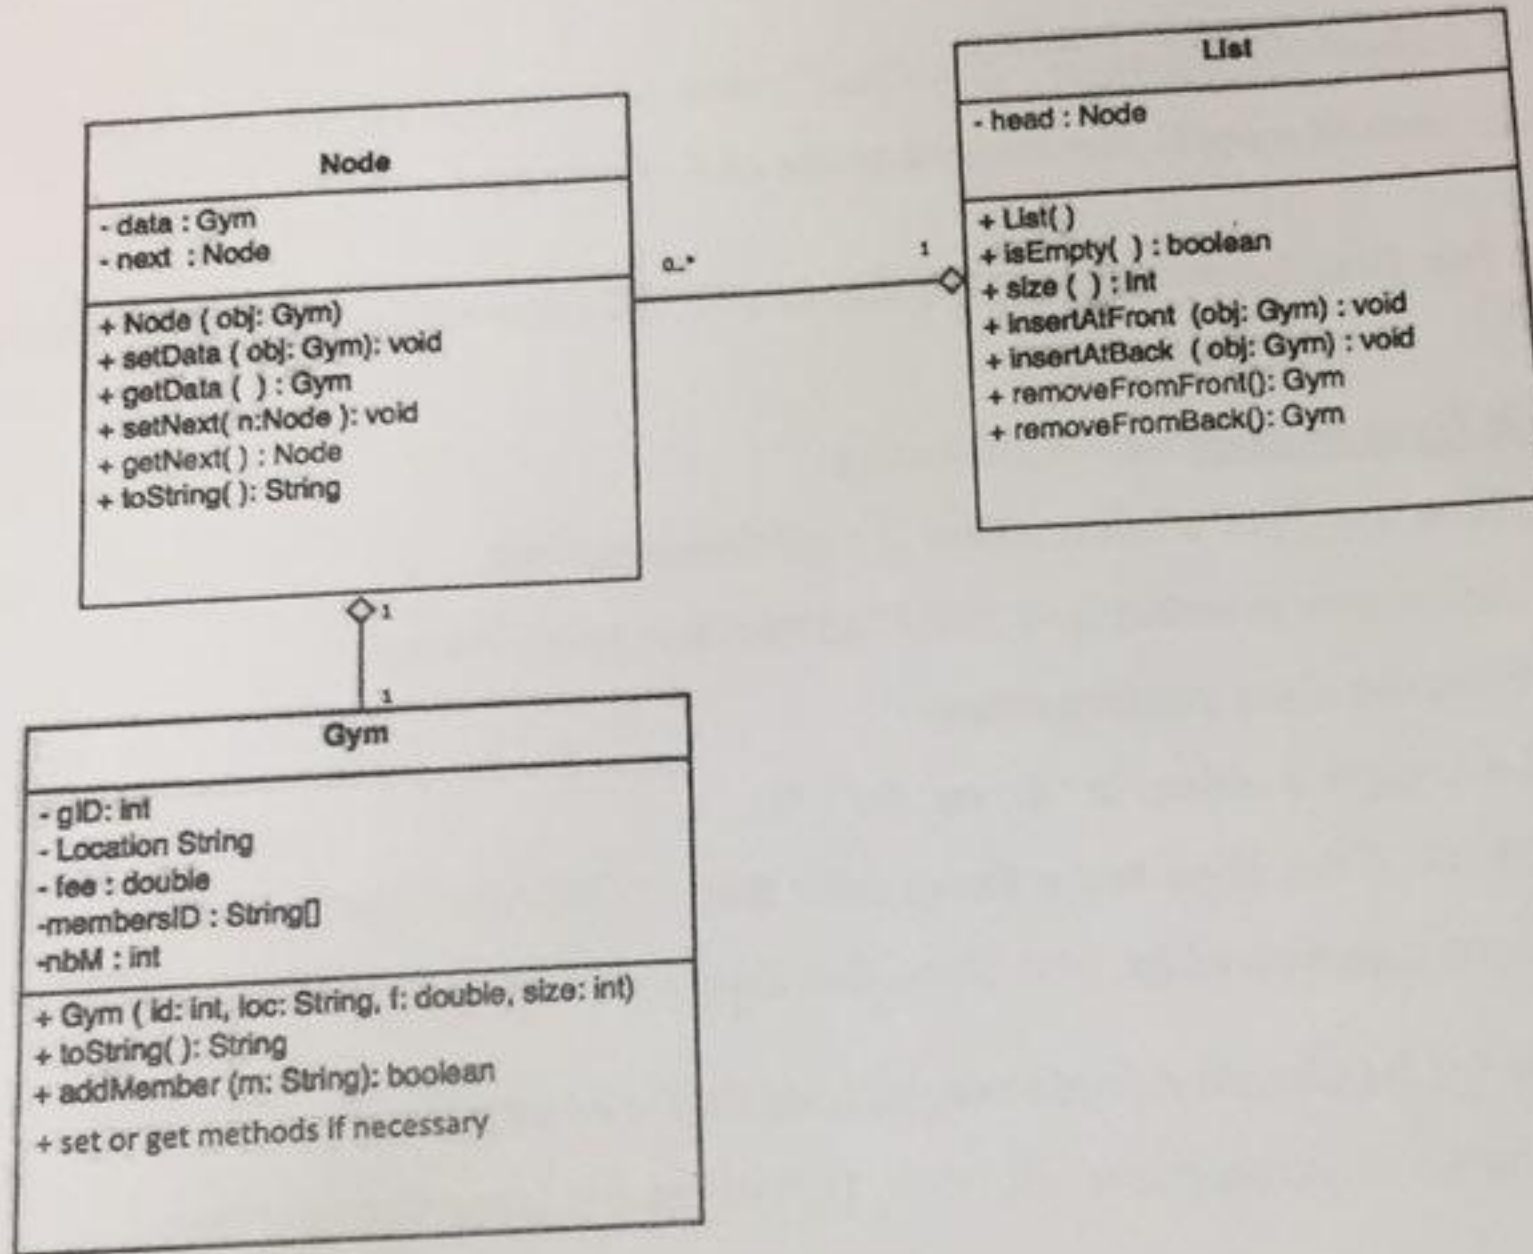 Node
- data : Gym
- next : Node
+ Node ( obj: Gym)
+ setData ( obj: Gym): void
+ getData ( ) : Gym
+ setNext( n:Node ): void
+ getNext( ) : Node
+ toString( ): String
0..*
1
List
- head : Node
+ List( )
+ isEmpty( ) : boolean
+ size ( ) : int
+ insertAtFront (obj: Gym) : void
+ insertAtBack ( obj: Gym) : void
+ removeFromFront(): Gym
+ removeFromBack(): Gym
1
1
Gym
- gID: int
- Location String
- fee : double
-membersID : String[]
-nbM : int
+ Gym ( id: int, loc: String, f: double, size: int)
+ toString( ): String
+ addMember (m: String): boolean
+ set or get methods if necessary